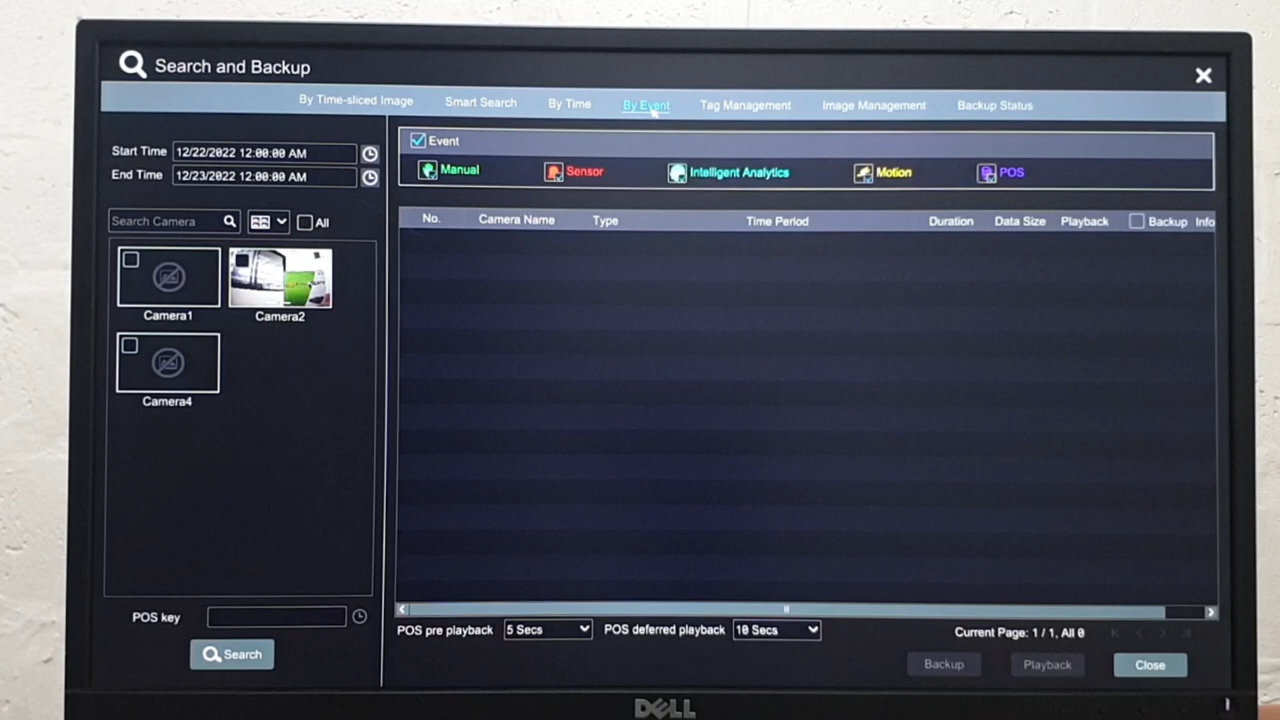 Search and Backup
By Time-sliced Image Smart Search By Time By Event Tag Management Image Management Backup Status
Start Time 12/22/2022 12:00:00 AM
End Time 12/23/2022 12:00:00 AM
Event
Manual Sensor Intelligent Analytics Motion POS
Search Camera All
No. Camera Name Type Time Period Duration Data Size Playback Backup Info
Camera1 Camera2
Camera4
POS key
Search
POS pre playback 5 Secs POS deferred playback 10 Secs Current Page: 1 / 1, All 0
Backup Playback Close
DELL